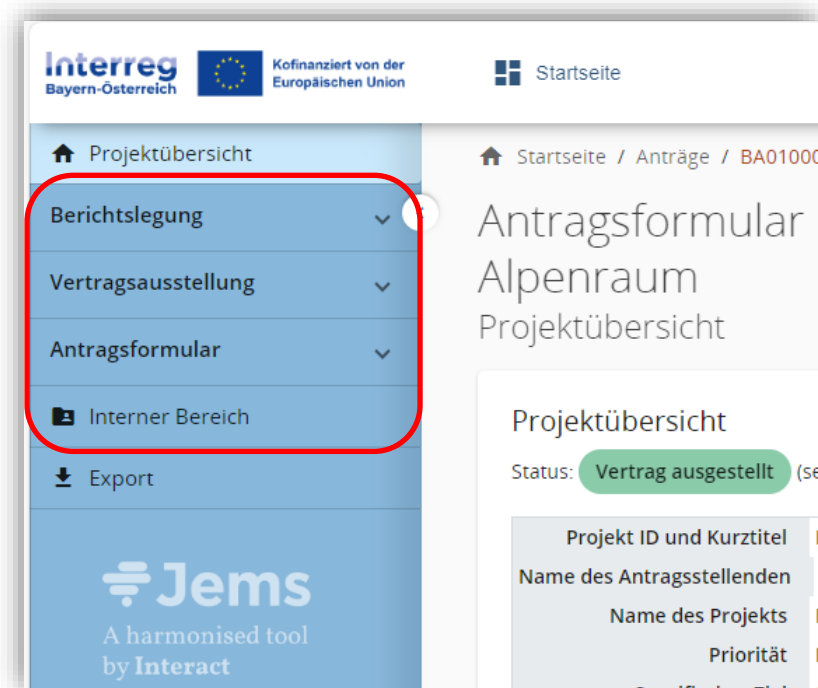 Interreg
Bayern-Österreich
Kofinanziert von der
Europäischen Union
Startseite
Projektübersicht
Berichtslegung
Vertragsausstellung
Antragsformular
Interner Bereich
Export
Jems
A harmonised tool
by Interact
Startseite / Anträge / BA01000
Antragsformular
Alpenraum
Projektübersicht
Projektübersicht
Status: Vertrag ausgestellt (se
Projekt ID und Kurztitel
Name des Antragsstellenden
Name des Projekts
Priorität